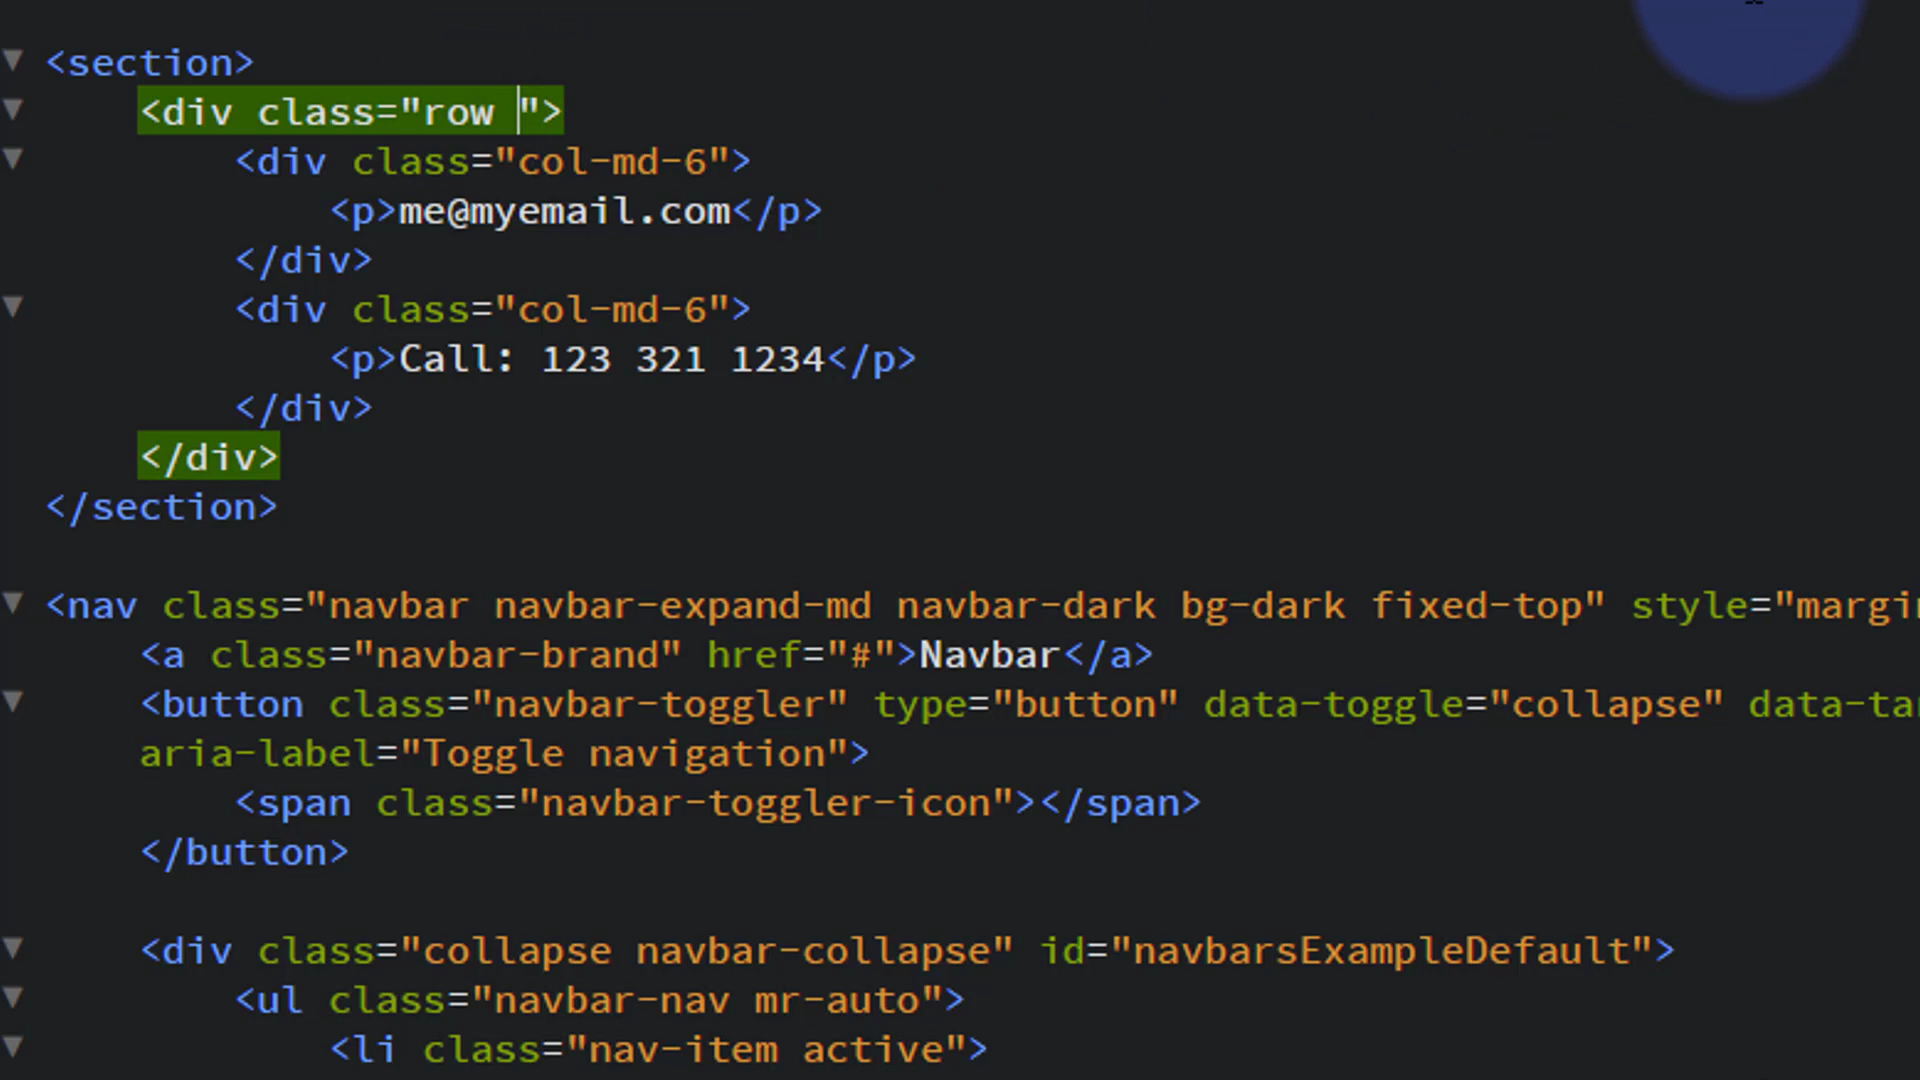 <section>
<div class="row ">
<div class="col-md-6">
<p>me@myemail.com</p>
</div>
<div class="col-md-6">
<p>Call: 123 321 1234</p>
</div>
</div>
</section>
<nav class="navbar navbar-expand-md navbar-dark bg-dark fixed-top" style="margin
<a class="navbar-brand" href="#">Navbar</a>
<button class="navbar-toggler" type="button" data-toggle="collapse" data-ta
aria-label="Toggle navigation">
<span class="navbar-toggler-icon"></span>
</button>
<div class="collapse navbar-collapse" id="navbarsExampleDefault">
<ul class="navbar-nav mr-auto">
<li class="nav-item active">